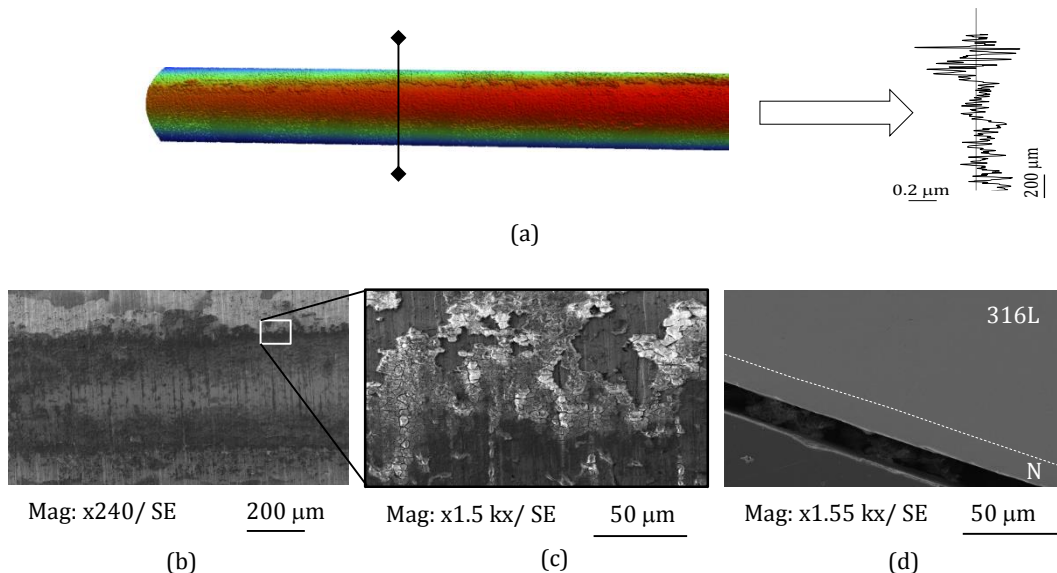 0.2 μm
200 μm
(a)
316L
N
Mag: x240/ SE
200 μm
Mag: x1.5 kx/ SE
50 μm
Mag: x1.55 kx/ SE
50 μm
(b)
(c)
(d)